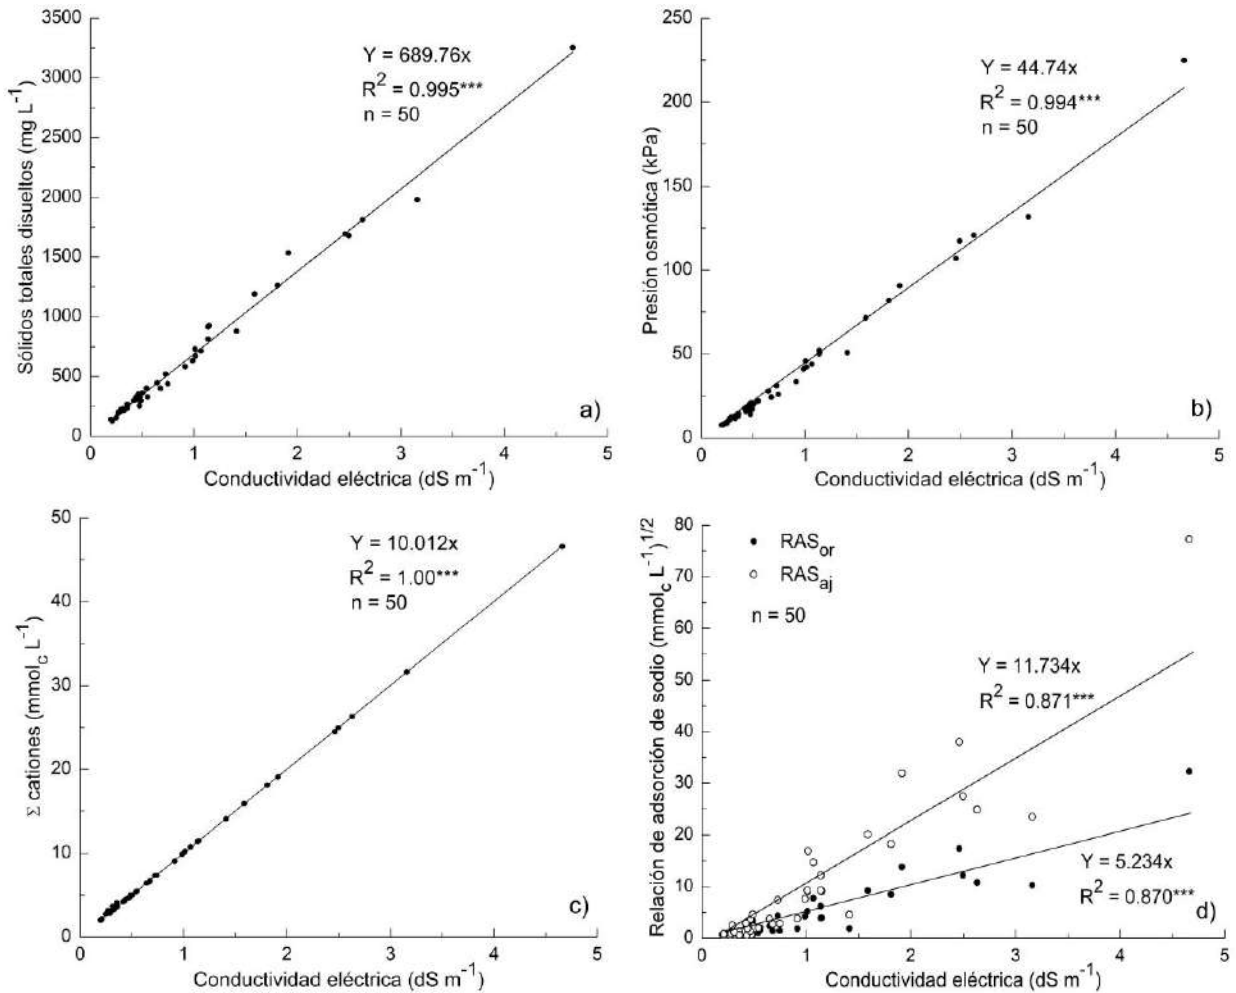 Sólidos totales disueltos (mg L⁻¹)
3500
3000
2500
2000
1500
1000
500
0
Y = 689.76x
R² = 0.995***
n = 50
a)
0 1 2 3 4 5
Conductividad eléctrica (dS m⁻¹)
Presión osmótica (kPa)
250
200
150
100
50
0
Y = 44.74x
R² = 0.994***
n = 50
b)
0 1 2 3 4 5
Conductividad eléctrica (dS m⁻¹)
Σ cationes (mmol_c L⁻¹)
50
40
30
20
10
0
Y = 10.012x
R² = 1.00***
n = 50
c)
0 1 2 3 4 5
Conductividad eléctrica (dS m⁻¹)
Relación de adsorción de sodio (mmol_c L⁻¹)^1/2
80
70
60
50
40
30
20
10
0
RAS_or
RAS_aj
n = 50
Y = 11.734x
R² = 0.871***
Y = 5.234x
R² = 0.870***
d)
0 1 2 3 4 5
Conductividad eléctrica (dS m⁻¹)